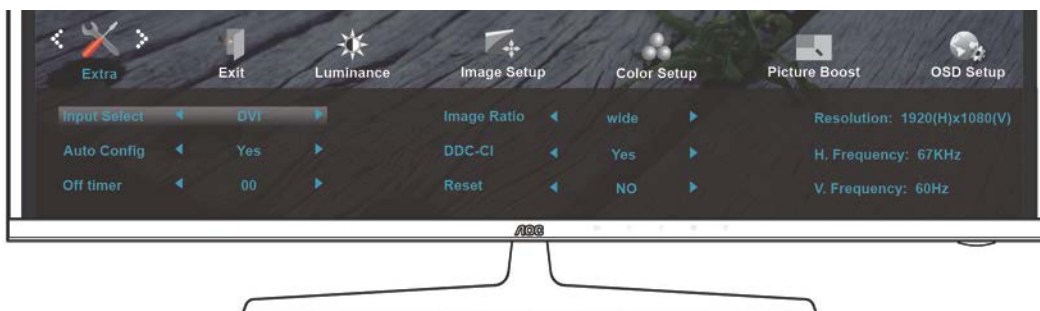 Extra Exit Luminance Image Setup Color Setup Picture Boost OSD Setup
Input Select DVI Image Ratio wide Resolution: 1920(H)x1080(V)
Auto Config Yes DDC-CI Yes H. Frequency: 67KHz
Off timer 00 Reset NO V. Frequency: 60Hz
AOC